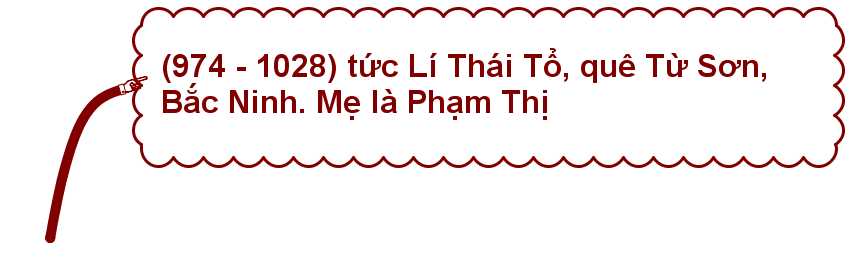 (974 - 1028) tức Lí Thái Tổ, quê Từ Sơn,
Bắc Ninh. Mẹ là Phạm Thị